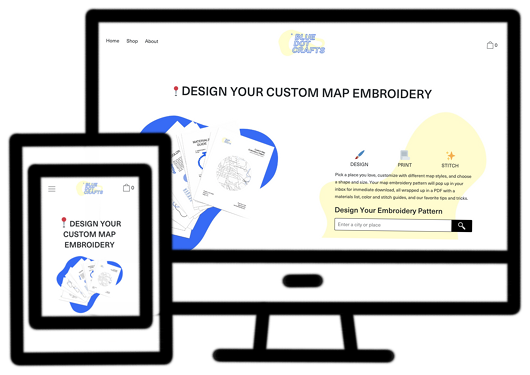 Home Shop About
BLUE
DOT
CRAFTS
0
DESIGN YOUR CUSTOM MAP EMBROIDERY
DESIGN PRINT STITCH
Pick a place you love, customize with different map styles, and choose
a shape and size. Your map embroidery pattern will pop up in your
inbox for immediate download, all wrapped up in a PDF with a
materials list, color and stitch guides, and our favorite tips and tricks.
Design Your Embroidery Pattern
Enter a city or place
BLUE
DOT
CRAFTS
0
DESIGN YOUR
CUSTOM MAP
EMBROIDERY